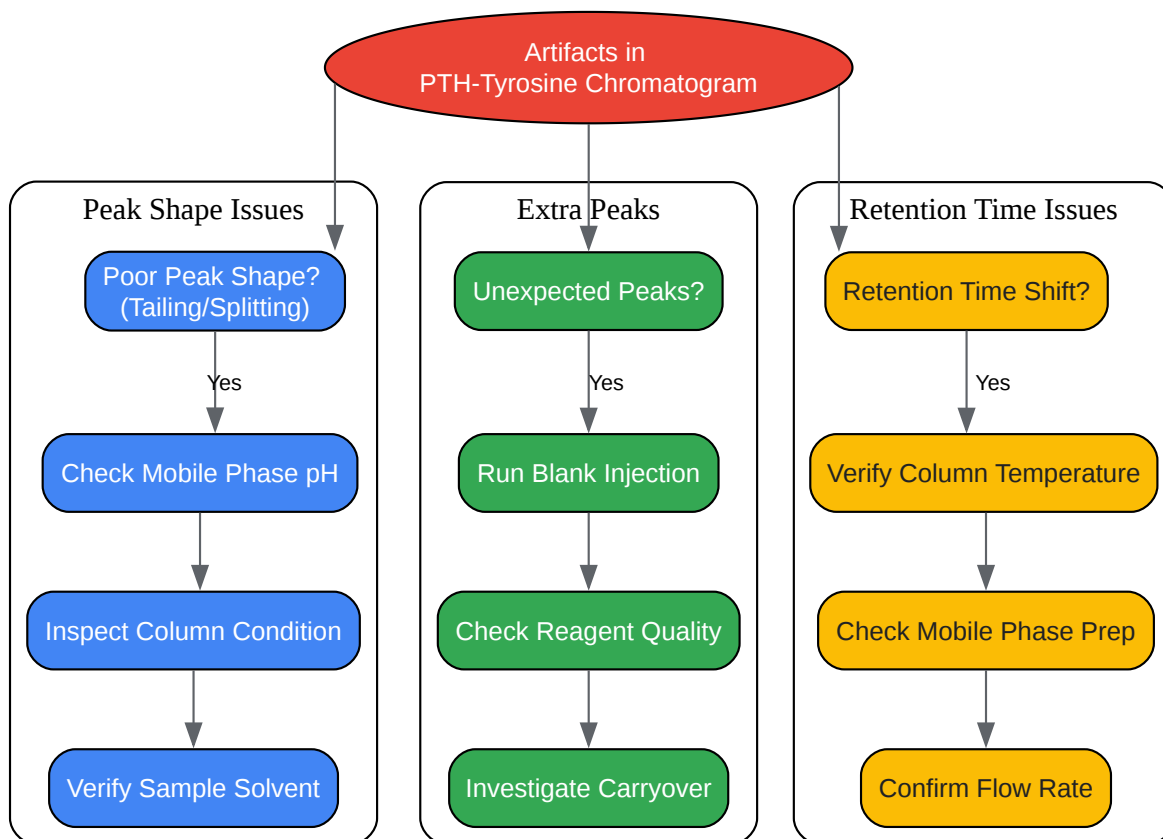 Artifacts in
PTH-Tyrosine Chromatogram
Peak Shape Issues
Poor Peak Shape?
(Tailing/Splitting)
Yes
Check Mobile Phase pH
Inspect Column Condition
Verify Sample Solvent
Extra Peaks
Unexpected Peaks?
Yes
Run Blank Injection
Check Reagent Quality
Investigate Carryover
Retention Time Issues
Retention Time Shift?
Yes
Verify Column Temperature
Check Mobile Phase Prep
Confirm Flow Rate